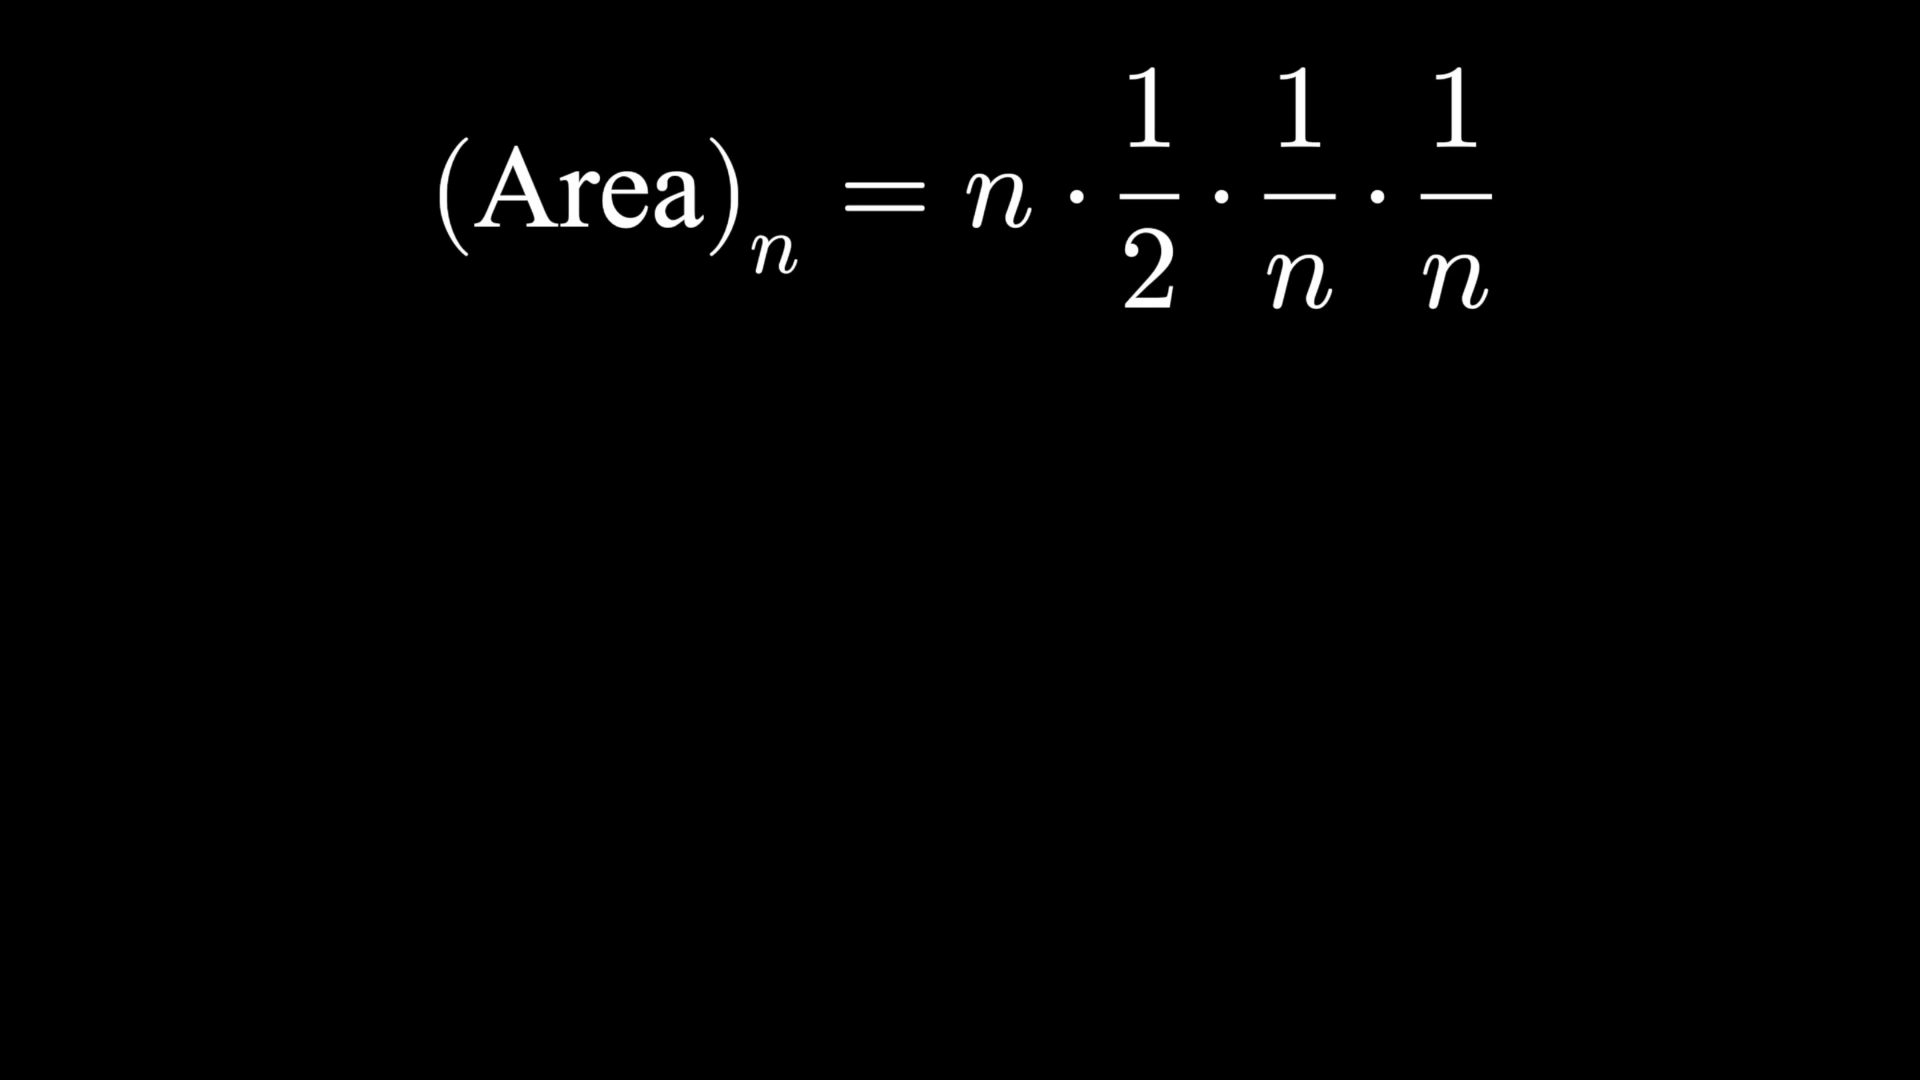 (Area)ₙ = n · 1/2 · 1/n · 1/n